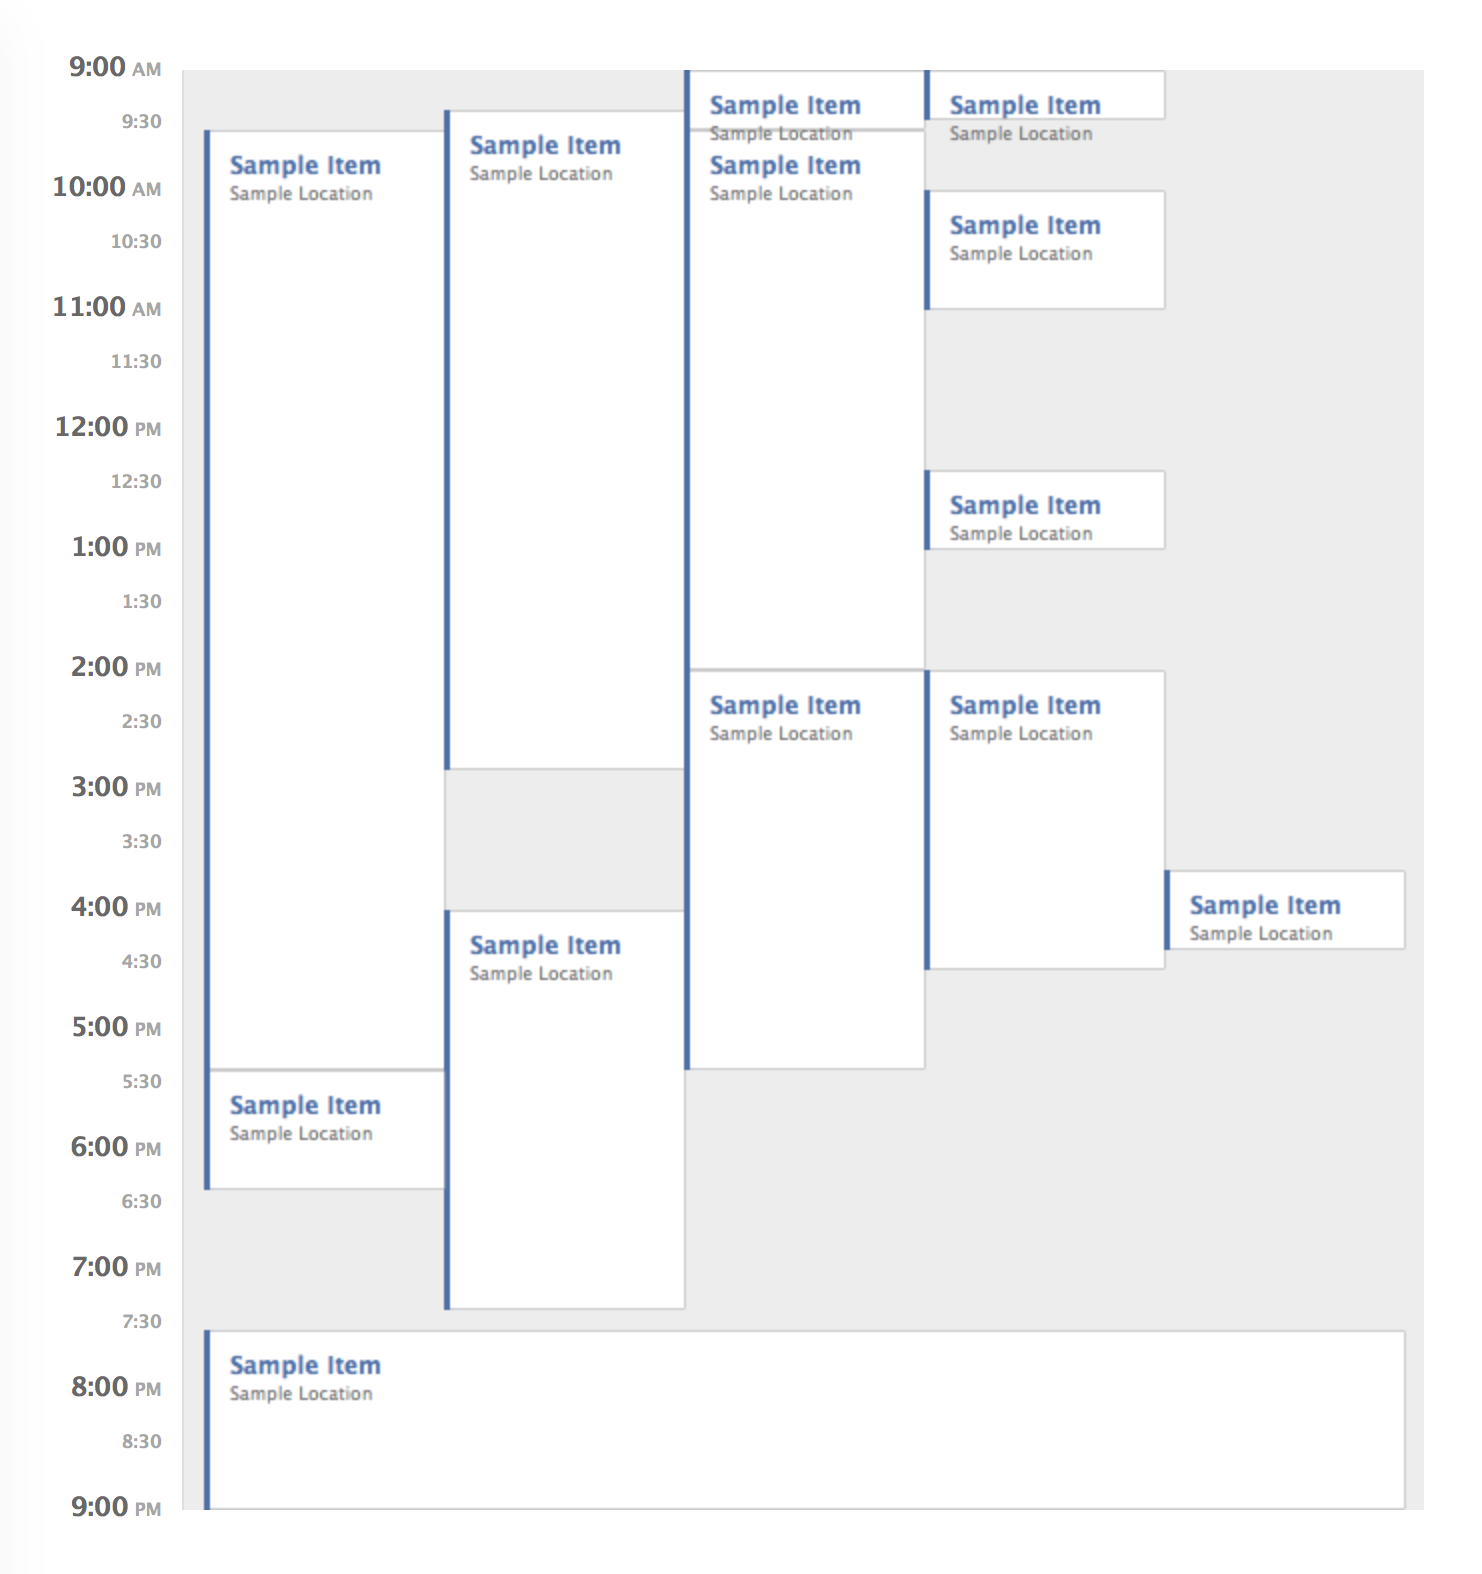 9:00 AM
9:30
10:00 AM
10:30
11:00 AM
11:30
12:00 PM
12:30
1:00 PM
1:30
2:00 PM
2:30
3:00 PM
3:30
4:00 PM
4:30
5:00 PM
5:30
6:00 PM
6:30
7:00 PM
7:30
8:00 PM
8:30
9:00 PM
Sample Item
Sample Location
Sample Item
Sample Location
Sample Item
Sample Location
Sample Item
Sample Location
Sample Item
Sample Location
Sample Item
Sample Location
Sample Item
Sample Location
Sample Item
Sample Location
Sample Item
Sample Location
Sample Item
Sample Location
Sample Item
Sample Location
Sample Item
Sample Location
Sample Item
Sample Location